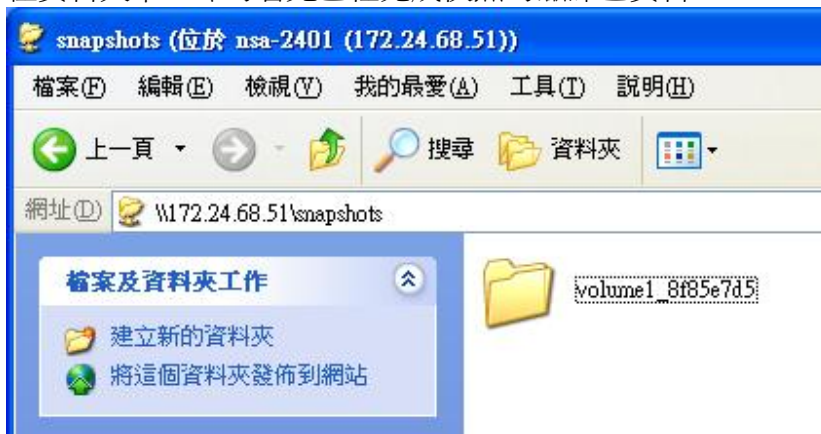 snapshots (位於 nsa-2401 (172.24.68.51))
檔案(F) 編輯(E) 檢視(V) 我的最愛(A) 工具(T) 說明(H)
上一頁 搜尋 資料夾
網址(D) \\172.24.68.51\snapshots
檔案及資料夾工作
volume1_8f85e7d5
建立新的資料夾
將這個資料夾發佈到網站